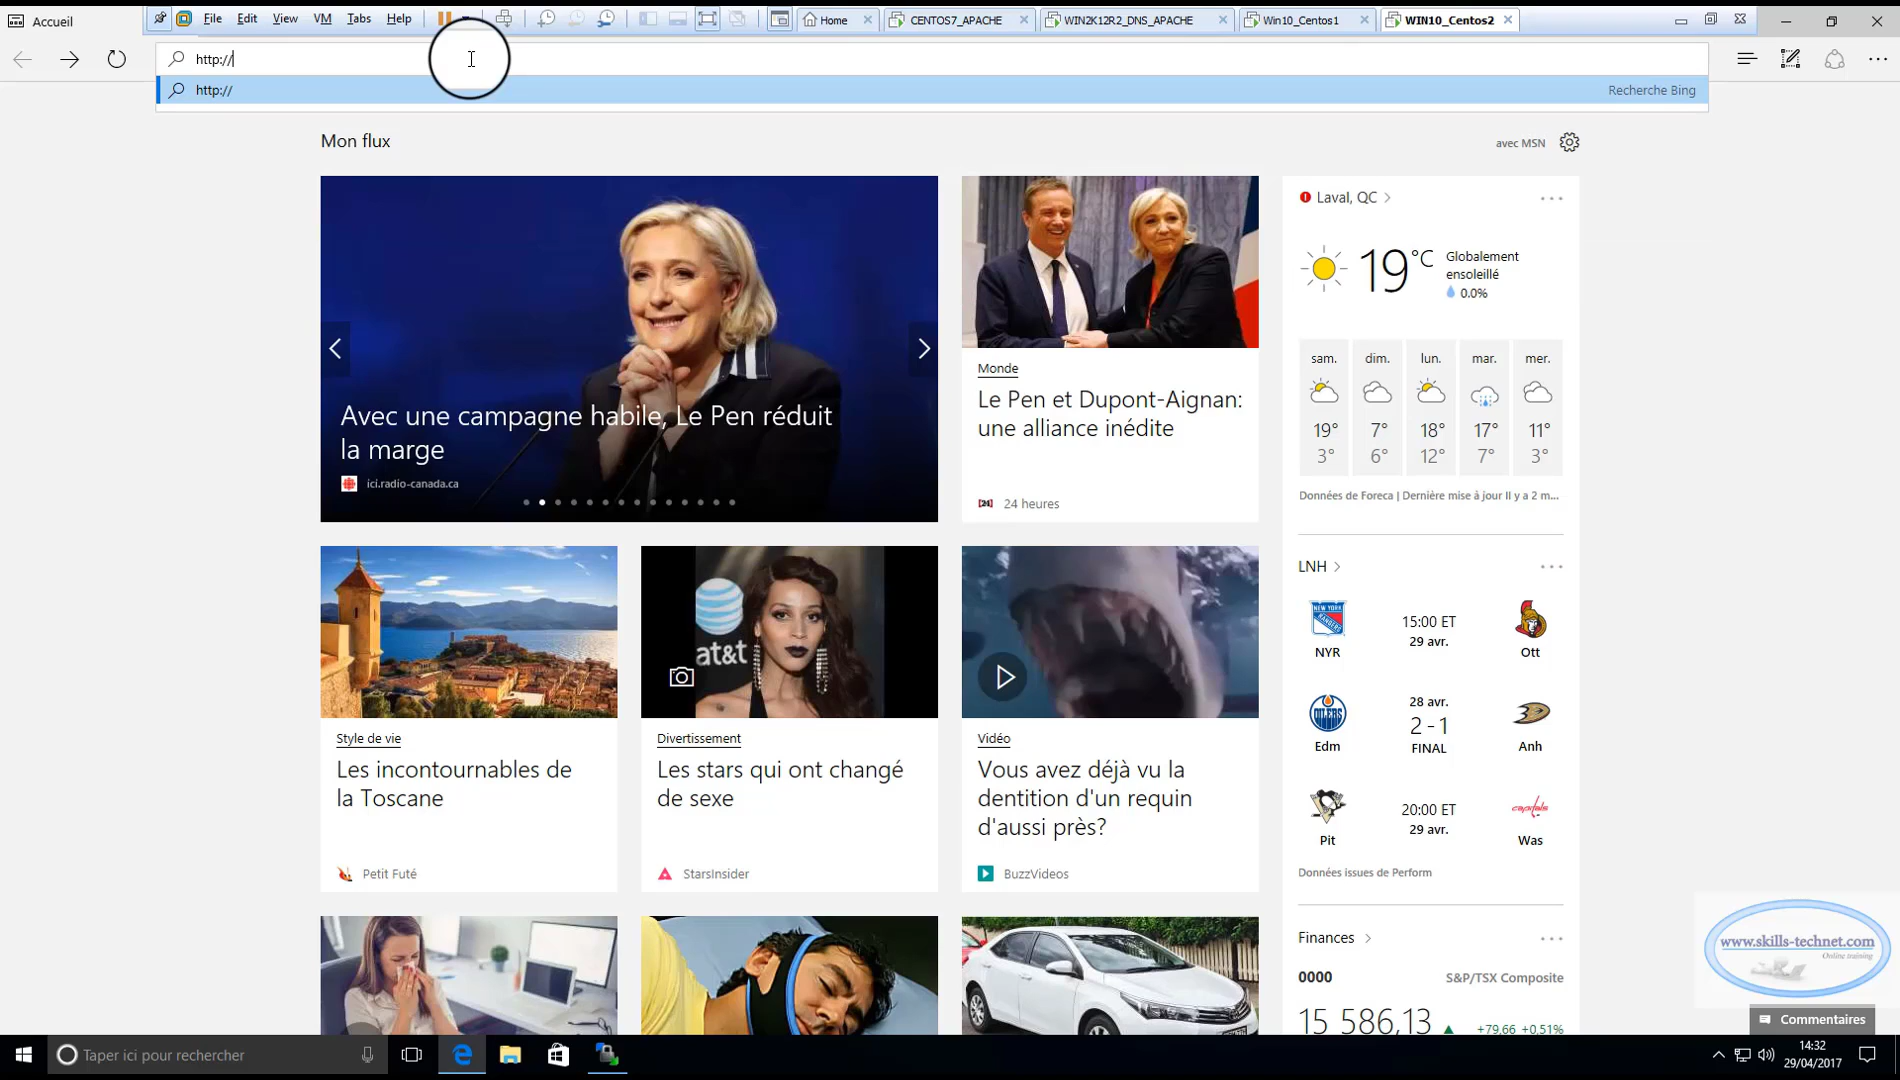 Accueil
File Edit View VM Tabs Help
Home
CENTOS7_APACHE
WIN2K12R2_DNS_APACHE
Win10_Centos1
WIN10_Centos2
http://
http://
Recherche Bing
Mon flux
avec MSN
Avec une campagne habile, Le Pen réduit
la marge
ici.radio-canada.ca
Monde
Le Pen et Dupont-Aignan:
une alliance inédite
24 heures
Laval, QC
19°C
Globalement
ensoleillé
0.0%
sam. dim. lun. mar. mer.
19° 7° 18° 17° 11°
3° 6° 12° 7° 3°
Données de Foreca | Dernière mise à jour Il y a 2 m...
at&t
Style de vie
Les incontournables de
la Toscane
Petit Futé
Divertissement
Les stars qui ont changé
de sexe
StarsInsider
Vidéo
Vous avez déjà vu la
dentition d'un requin
d'aussi près?
BuzzVideos
LNH
NEW YORK
RANGERS
15:00 ET
29 avr.
NYR Ott
OILERS
28 avr.
2 - 1
FINAL
Edm Anh
capitals
20:00 ET
29 avr.
Pit Was
Données issues de Perform
Finances
0000 S&P/TSX Composite
15 586,13 +79,66 +0,51%
www.skills-technet.com
Online training
Commentaires
Taper ici pour rechercher
14:32
29/04/2017